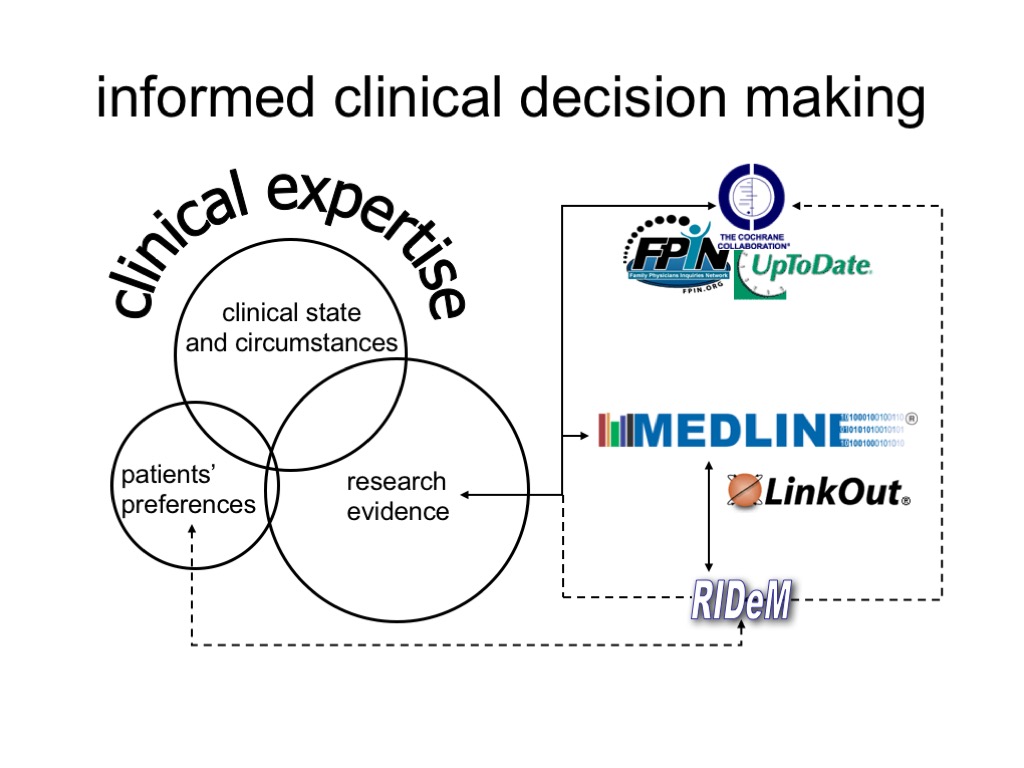 informed clinical decision making
clinical expertise
clinical state
and circumstances
patients’
preferences
research
evidence
THE COCHRANE
COLLABORATION®
FPIN
Family Physicians Inquiries Network
FPIN.ORG
UpToDate®
MEDLINE®
LinkOut®
RIDeM